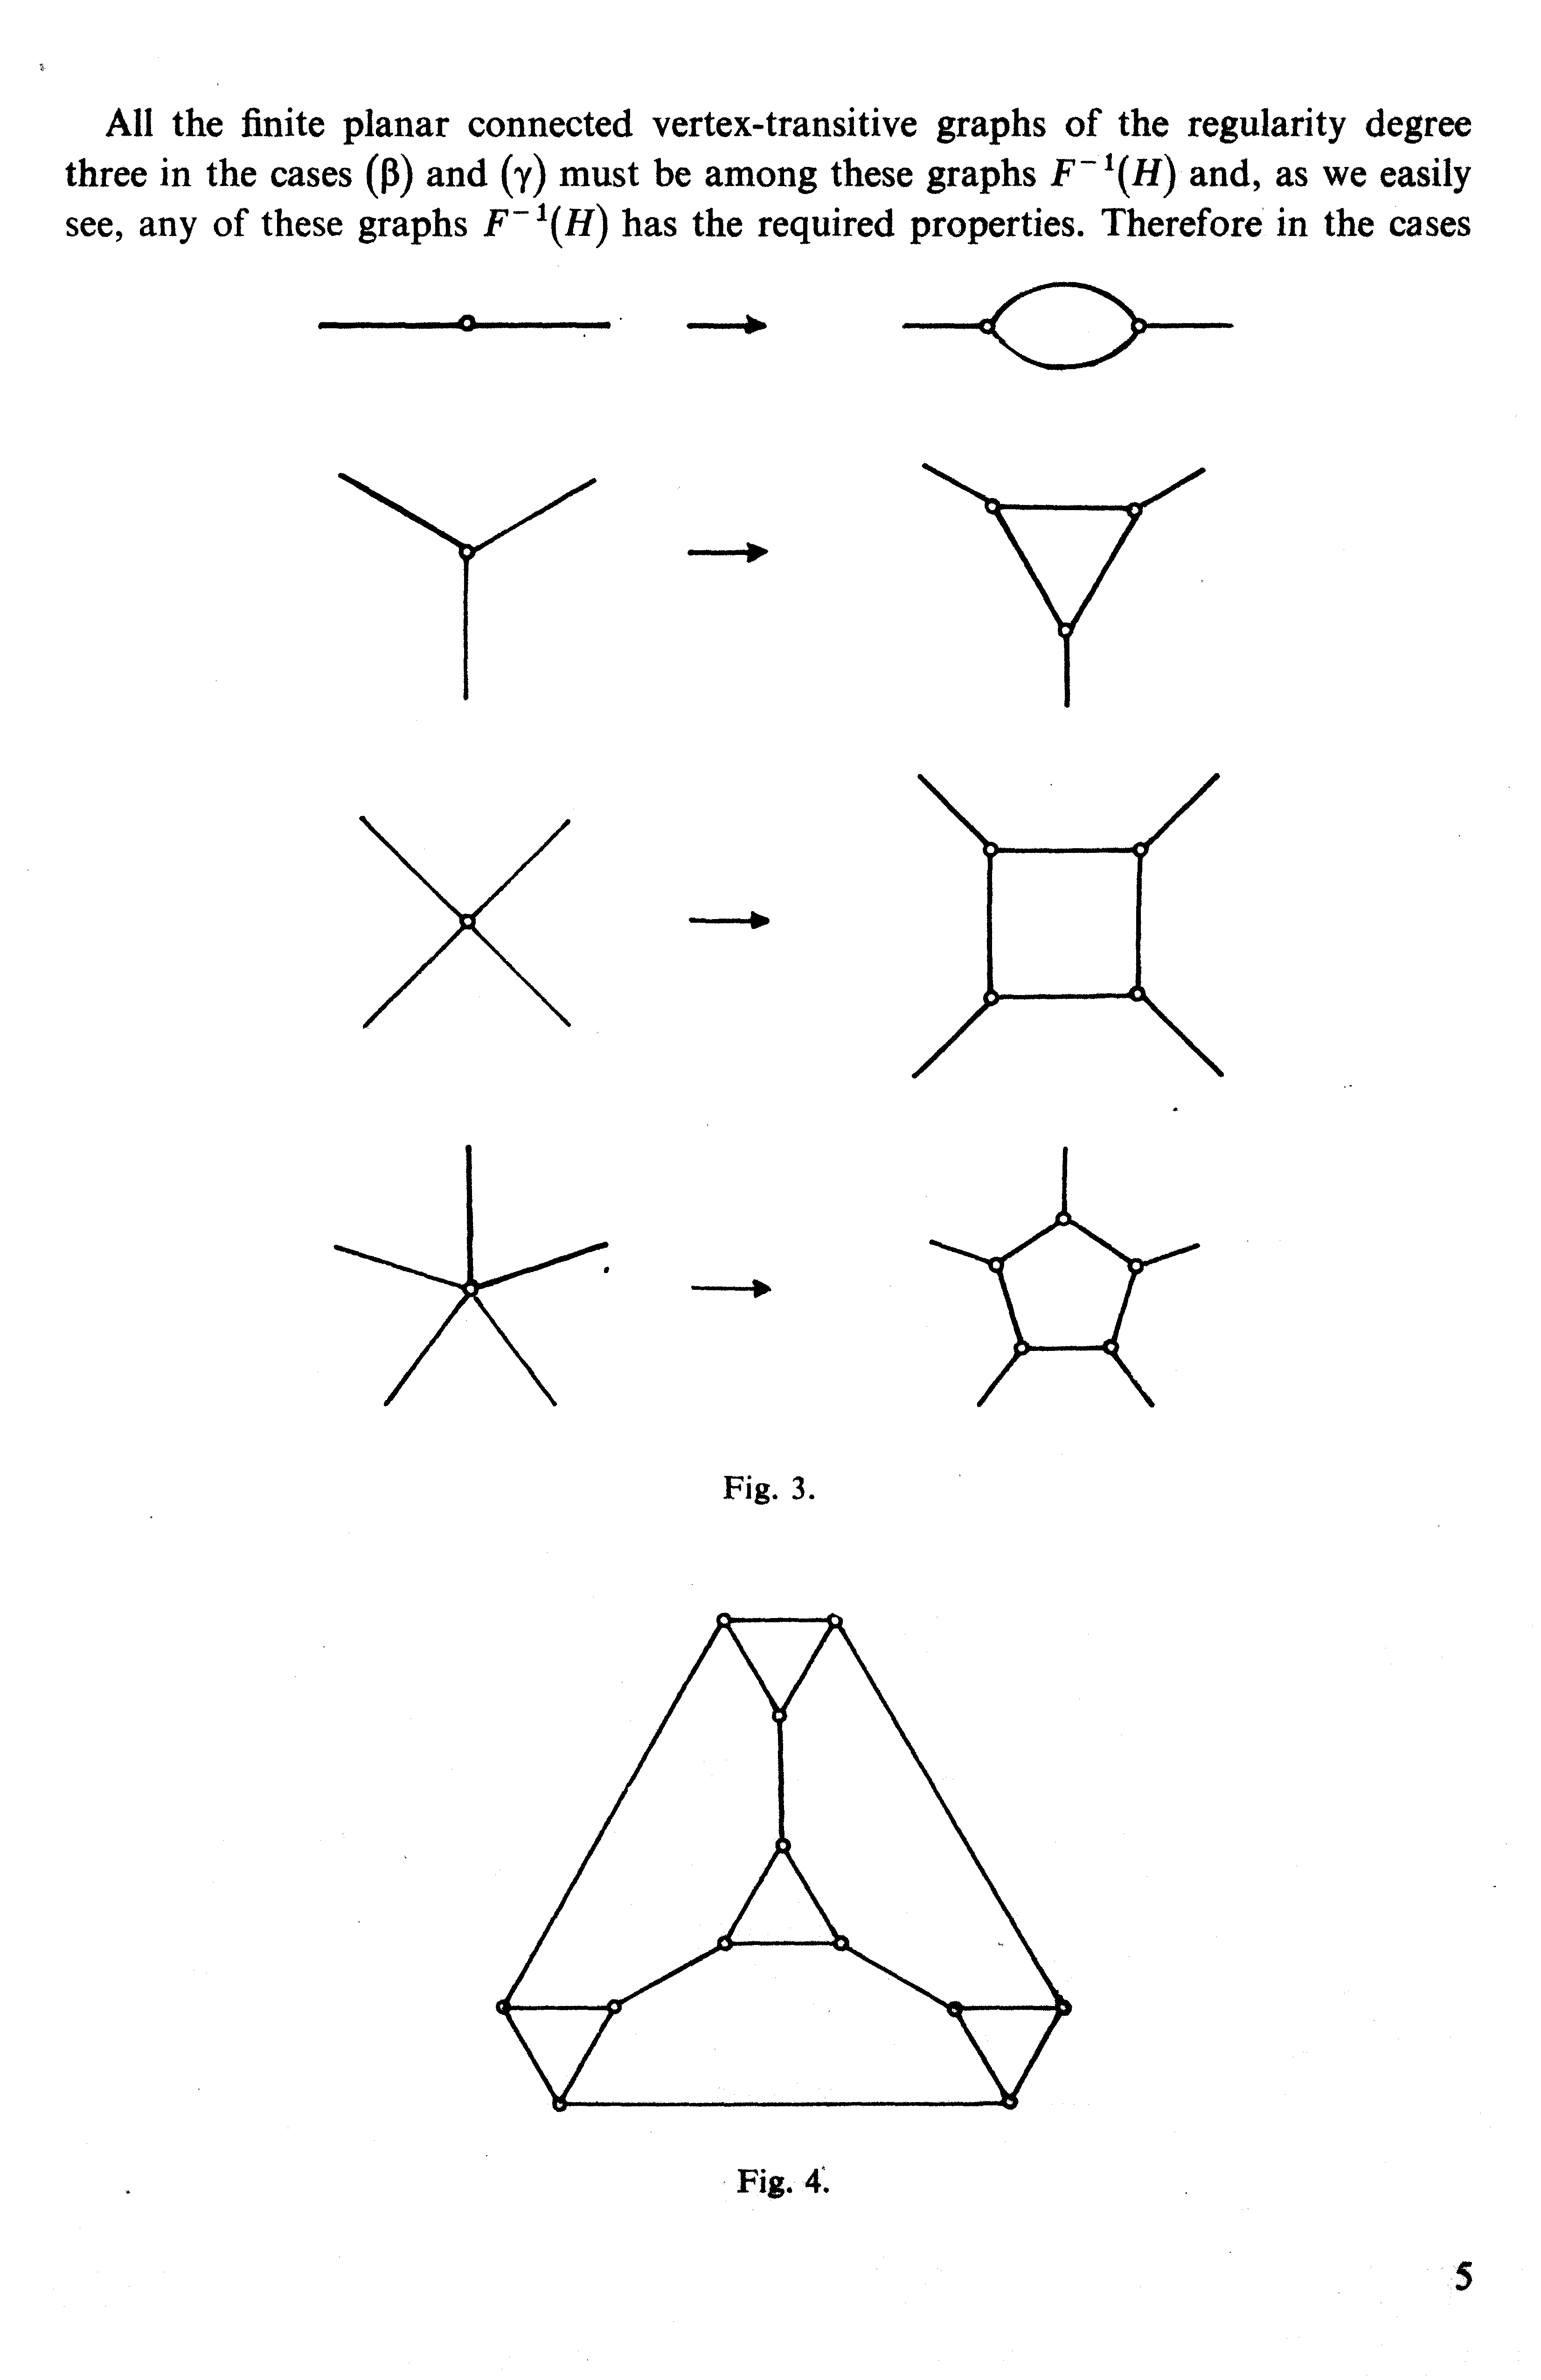 All the finite planar connected vertex-transitive graphs of the regularity degree
three in the cases (β) and (γ) must be among these graphs F⁻¹(H) and, as we easily
see, any of these graphs F⁻¹(H) has the required properties. Therefore in the cases
Fig. 3.
Fig. 4.
5